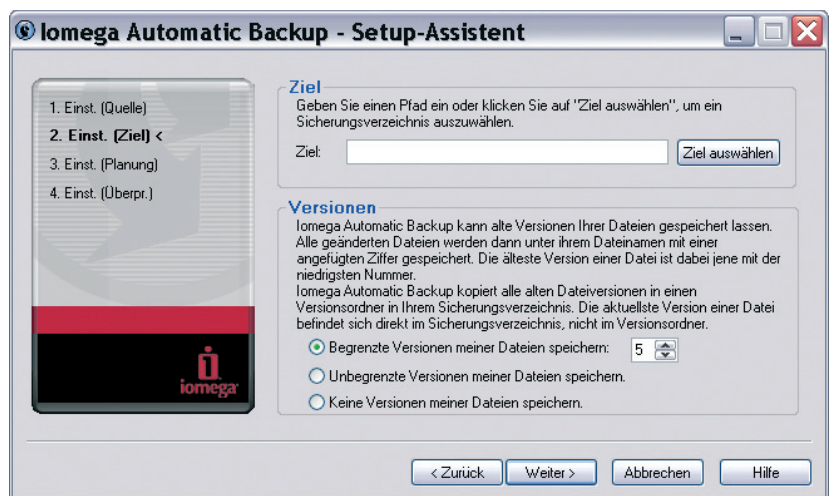 Iomega Automatic Backup - Setup-Assistent
1. Einst. (Quelle)
2. Einst. (Ziel) <
3. Einst. (Planung)
4. Einst. (Überpr.)
iomega
Ziel
Geben Sie einen Pfad ein oder klicken Sie auf "Ziel auswählen", um ein
Sicherungsverzeichnis auszuwählen.
Ziel:
Ziel auswählen
Versionen
Iomega Automatic Backup kann alte Versionen Ihrer Dateien gespeichert lassen.
Alle geänderten Dateien werden dann unter ihrem Dateinamen mit einer
angefügten Ziffer gespeichert. Die älteste Version einer Datei ist dabei jene mit der
niedrigsten Nummer.
Iomega Automatic Backup kopiert alle alten Dateiversionen in einen
Versionsordner in Ihrem Sicherungsverzeichnis. Die aktuellste Version einer Datei
befindet sich direkt im Sicherungsverzeichnis, nicht im Versionsordner.
Begrenzte Versionen meiner Dateien speichern: 5
Unbegrenzte Versionen meiner Dateien speichern.
Keine Versionen meiner Dateien speichern.
< Zurück Weiter > Abbrechen Hilfe